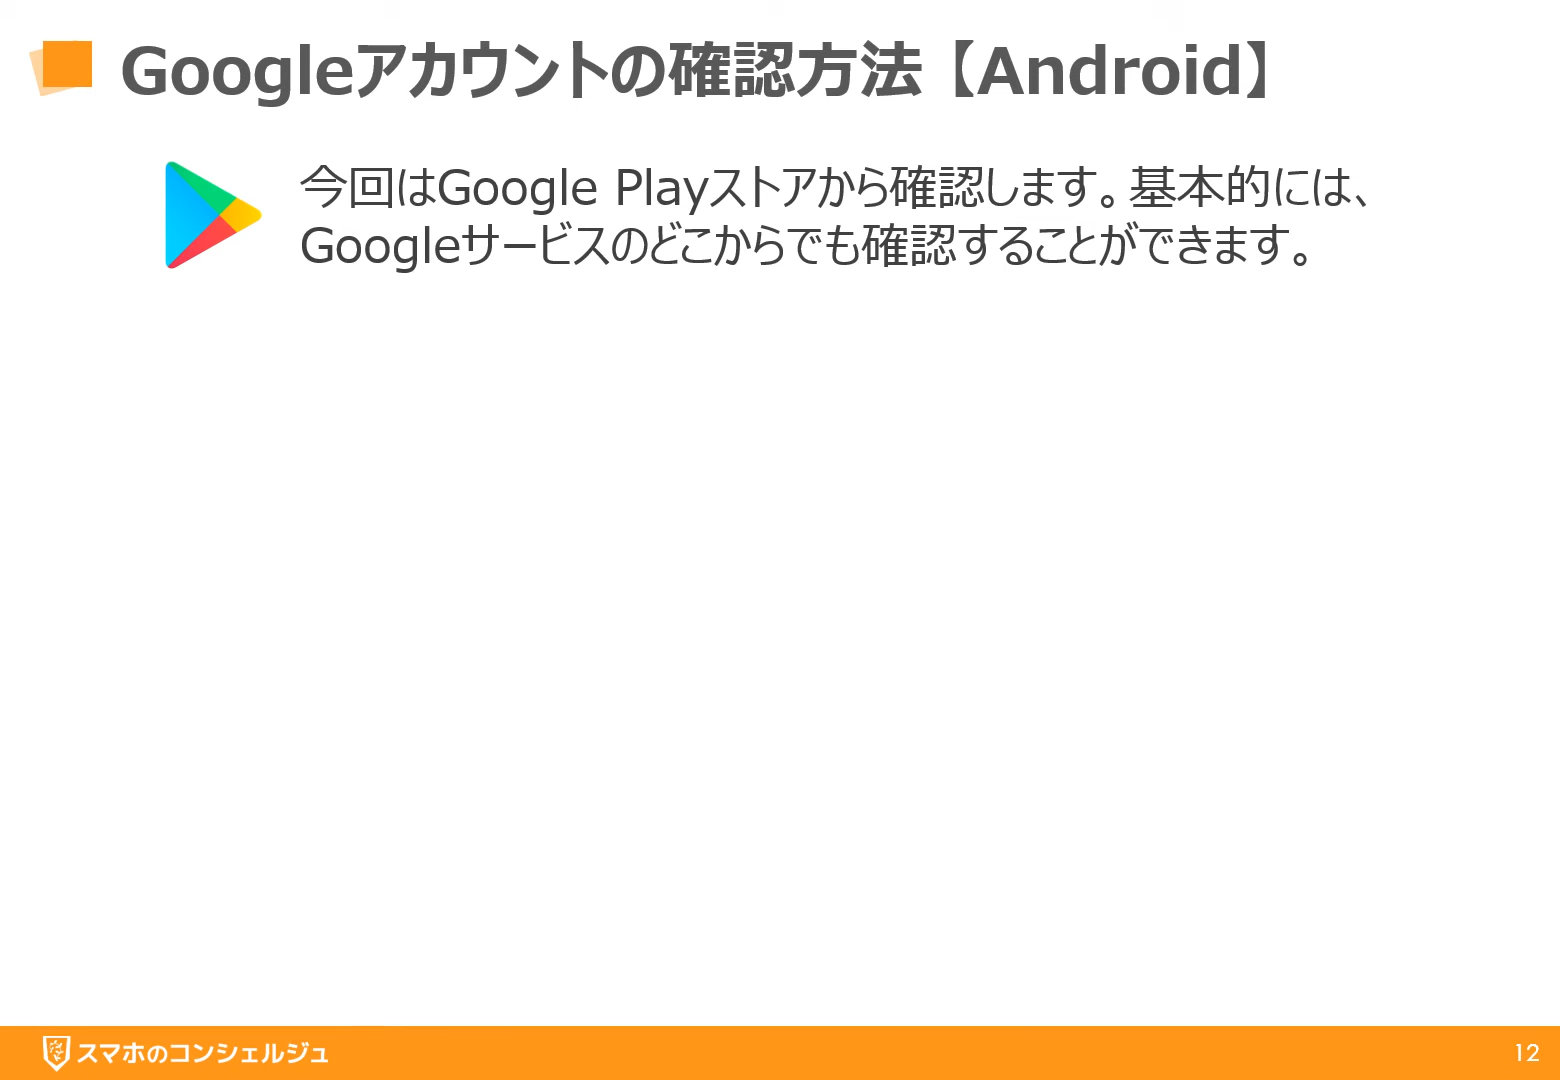 Googleアカウントの確認方法【Android】
今回はGoogle Playストアから確認します。基本的には、
Googleサービスのどこからでも確認することができます。
スマホのコンシェルジュ
12